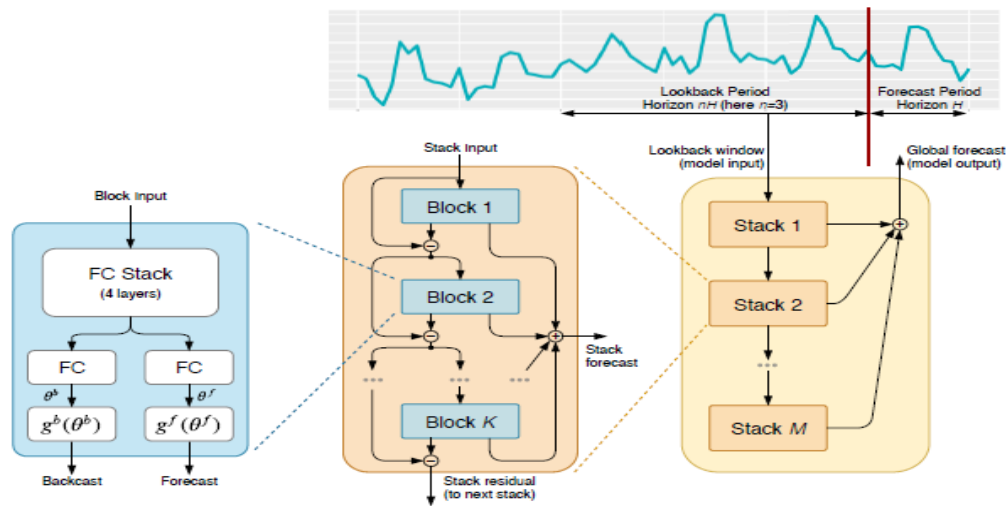 Lookback Period
Horizon nH (here n=3)
Forecast Period
Horizon H
Block input
FC Stack
(4 layers)
FC
FC
θᵇ
θᶠ
gᵇ(θᵇ)
gᶠ(θᶠ)
Backcast
Forecast
Stack input
Block 1
−
Block 2
−
+
Stack
forecast
....
....
....
Block K
−
Stack residual
(to next stack)
Lookback window
(model input)
Global forecast
(model output)
Stack 1
+
Stack 2
....
Stack M